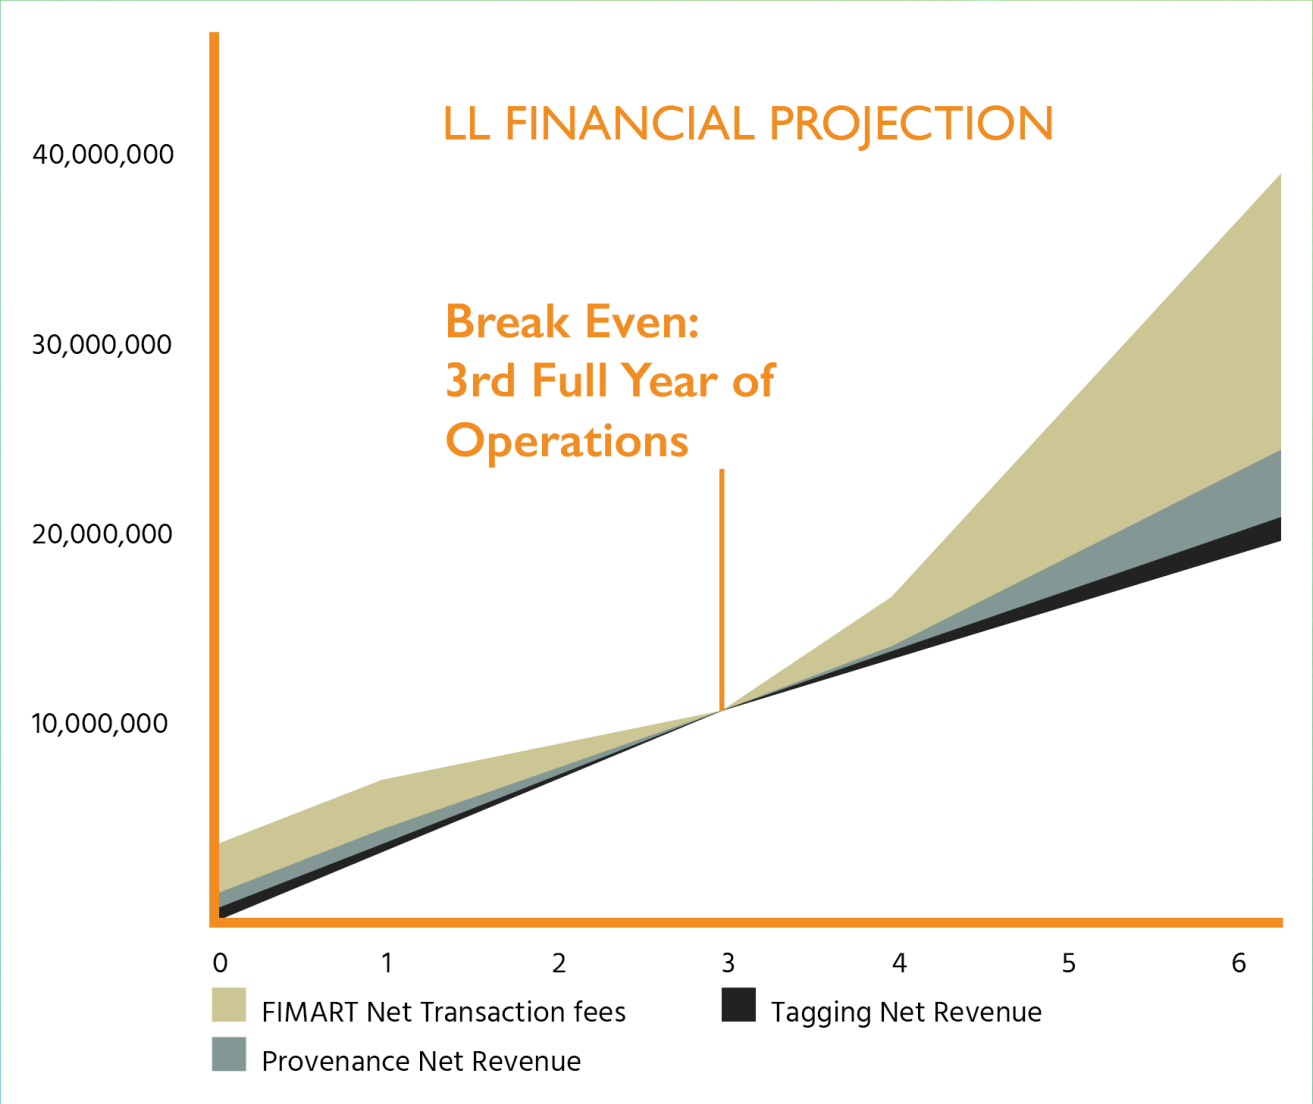 LL FINANCIAL PROJECTION
40,000,000
30,000,000
20,000,000
10,000,000
Break Even:
3rd Full Year of
Operations
0 1 2 3 4 5 6
FIMART Net Transaction fees
Tagging Net Revenue
Provenance Net Revenue